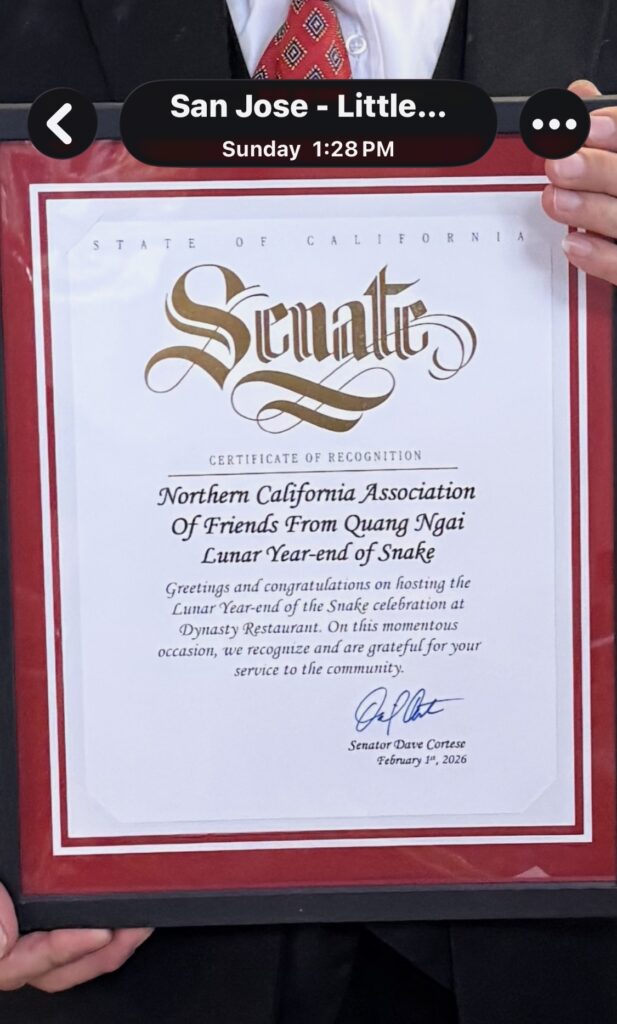 San Jose - Little...
Sunday 1:28 PM
STATE OF CALIFORNIA
Senate
CERTIFICATE OF RECOGNITION
Northern California Association
Of Friends From Quang Ngai
Lunar Year-end of Snake
Greetings and congratulations on hosting the
Lunar Year-end of the Snake celebration at
Dynasty Restaurant. On this momentous
occasion, we recognize and are grateful for your
service to the community.
Senator Dave Cortese
February 1st, 2026